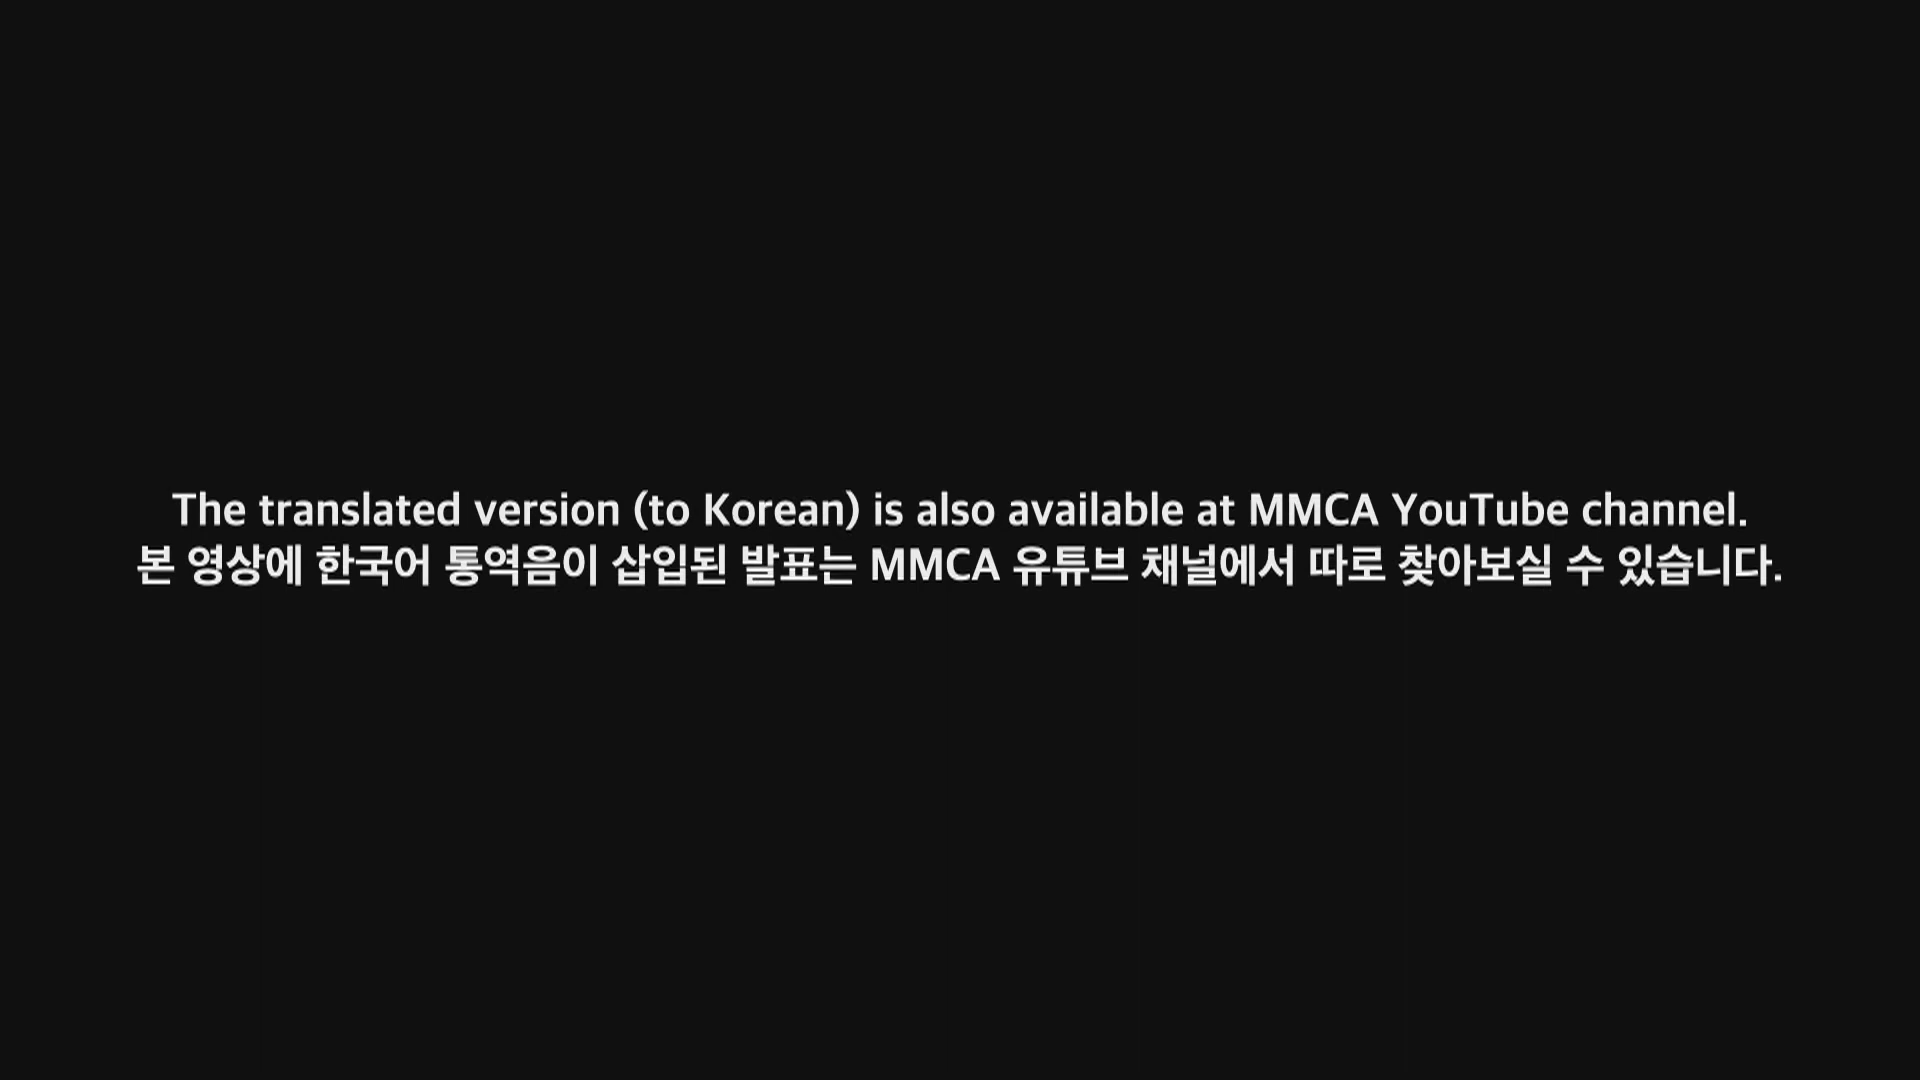 The translated version (to Korean) is also available at MMCA YouTube channel.
본 영상에 한국어 통역음이 삽입된 발표는 MMCA 유튜브 채널에서 따로 찾아보실 수 있습니다.